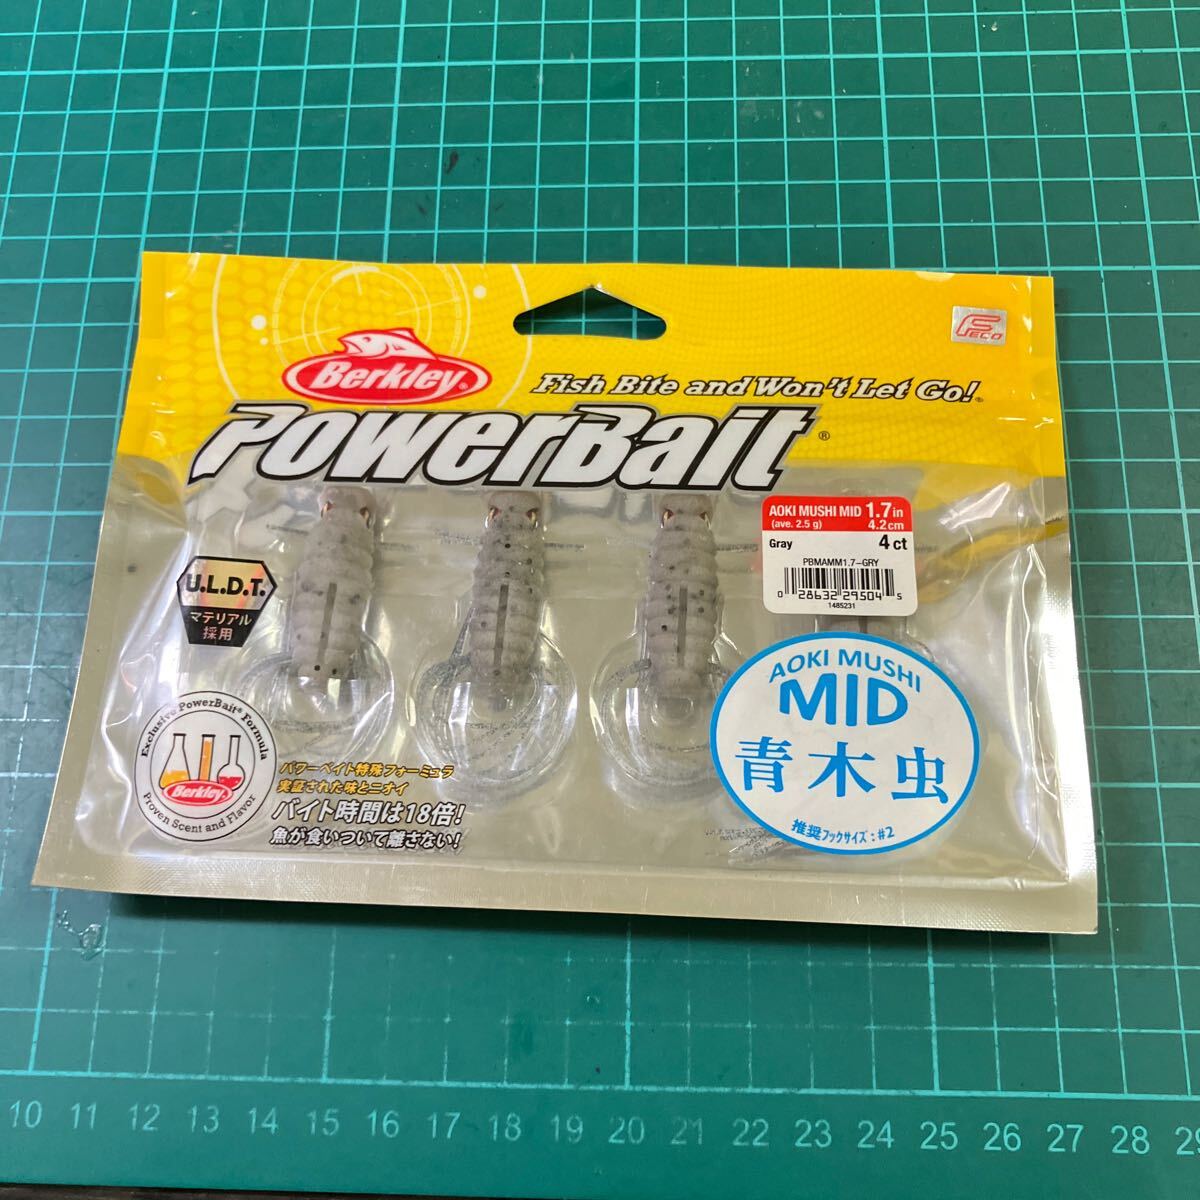 FECO
Berkley®
Fish Bite and Won't Let Go!®
PowerBait®
AOKI MUSHI MID 1.7in
(ave. 2.5 g) 4.2cm
Gray 4 ct
PBMAMM1.7-GRY
0 28632 29504 5
1485231
U.L.D.T.
マテリアル
採用
Exclusive PowerBait® Formula
Berkley
Proven Scent and Flavor
パワーベイト特殊フォーミュラ
実証された味とニオイ
バイト時間は18倍!
魚が食いついて離さない!
AOKI MUSHI
MID
青木虫
推奨フックサイズ:#2
10 11 12 13 14 15 16 17 18 19 20 21 22 23 24 25 26 27 28 29